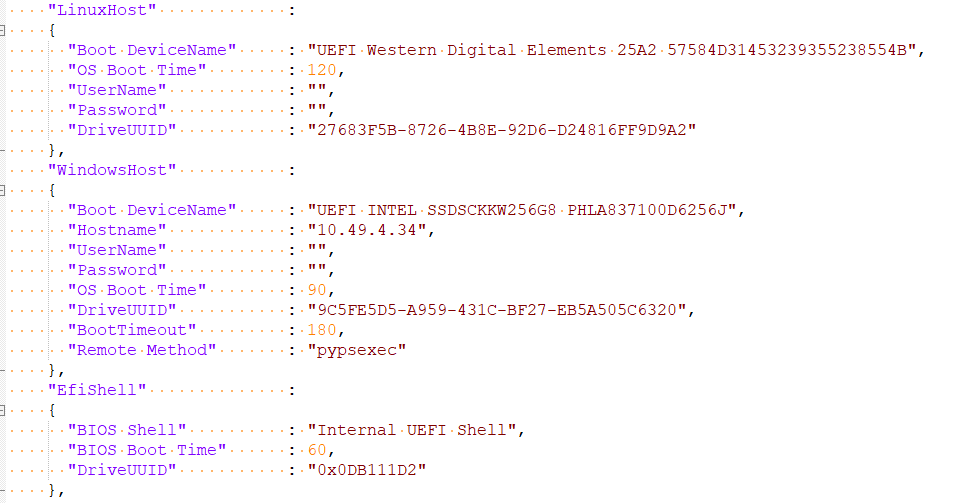 "LinuxHost" :
{
"Boot DeviceName" : "UEFI Western Digital Elements 25A2 57584D31453239355238554B",
"OS Boot Time" : 120,
"UserName" : "",
"Password" : "",
"DriveUUID" : "27683F5B-8726-4B8E-92D6-D24816FF9D9A2"
},
"WindowsHost" :
{
"Boot DeviceName" : "UEFI INTEL SSDSCKKW256G8 PHLA837100D6256J",
"Hostname" : "10.49.4.34",
"UserName" : "",
"Password" : "",
"OS Boot Time" : 90,
"DriveUUID" : "9C5FE5D5-A959-431C-BF27-EB5A505C6320",
"BootTimeout" : 180,
"Remote Method" : "pypsexec"
},
"EfiShell" :
{
"BIOS Shell" : "Internal UEFI Shell",
"BIOS Boot Time" : 60,
"DriveUUID" : "0x0DB111D2"
},